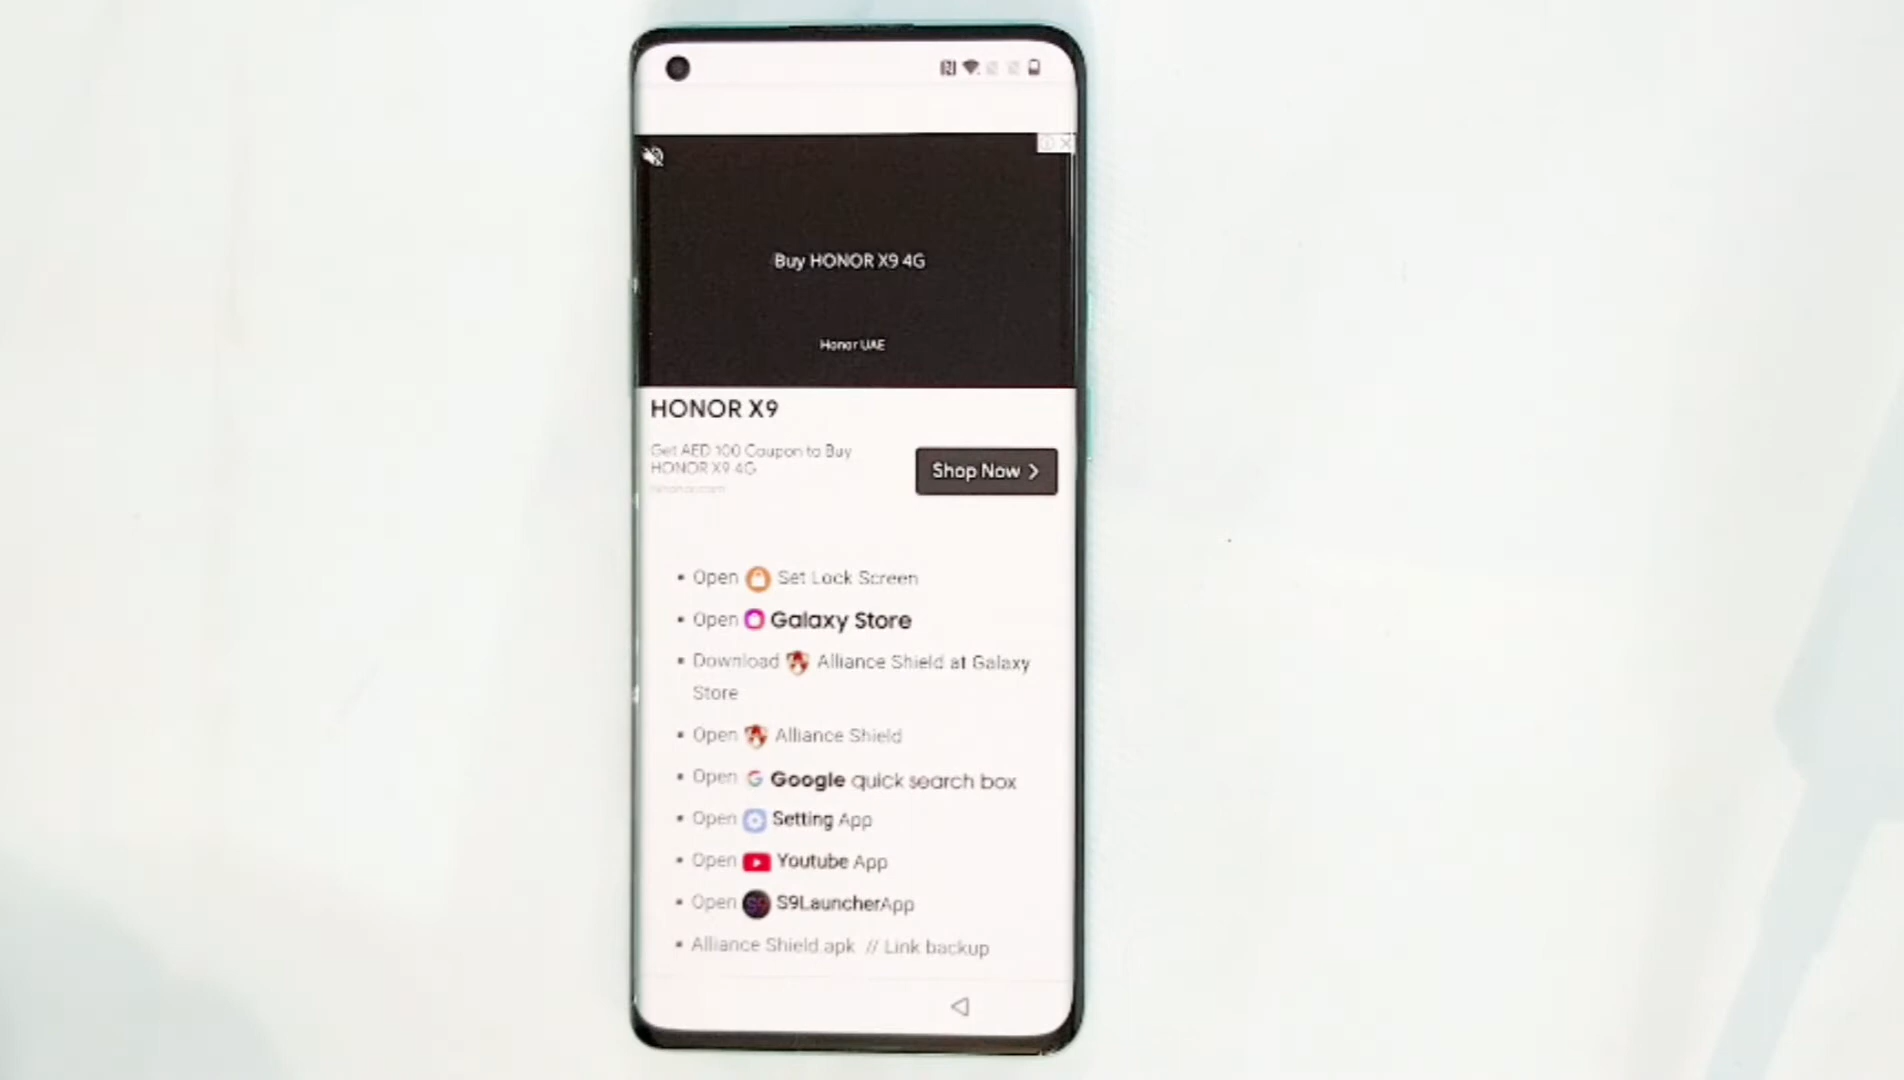 Buy HONOR X9 4G
Honor UAE
HONOR X9
Get AED 100 Coupon to Buy
HONOR X9 4G
Shop Now
Open Set Lock Screen
Open Galaxy Store
Download Alliance Shield at Galaxy
Store
Open Alliance Shield
Open Google quick search box
Open Setting App
Open Youtube App
Open S9 S9LauncherApp
Alliance Shield.apk // Link backup